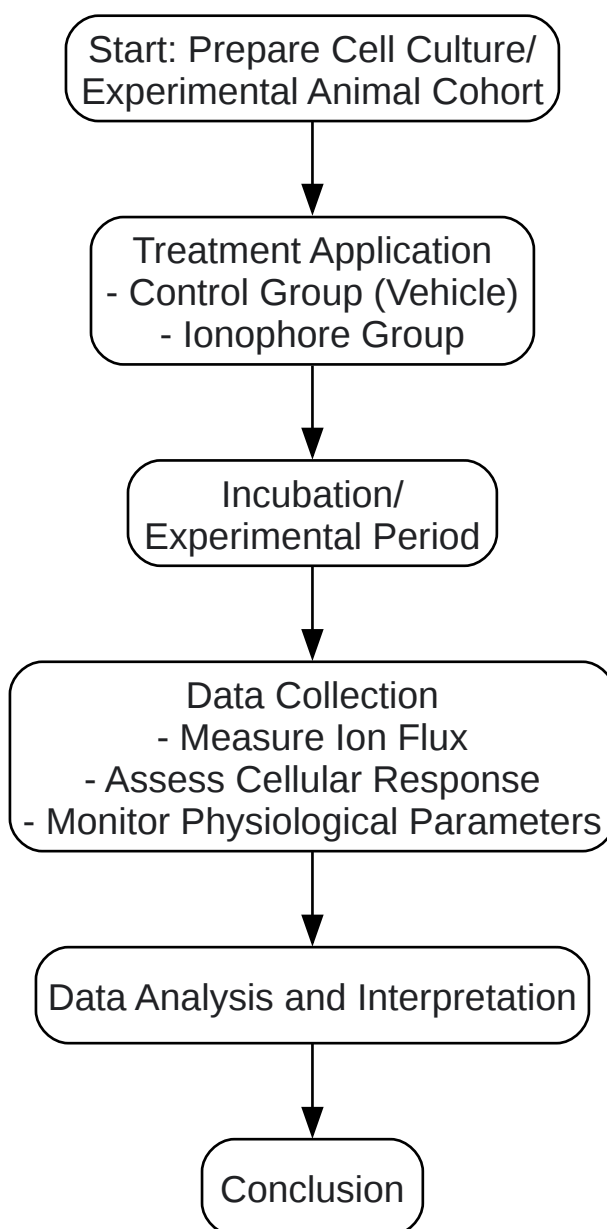 Start: Prepare Cell Culture/
Experimental Animal Cohort
Treatment Application
- Control Group (Vehicle)
- Ionophore Group
Incubation/
Experimental Period
Data Collection
- Measure Ion Flux
- Assess Cellular Response
- Monitor Physiological Parameters
Data Analysis and Interpretation
Conclusion